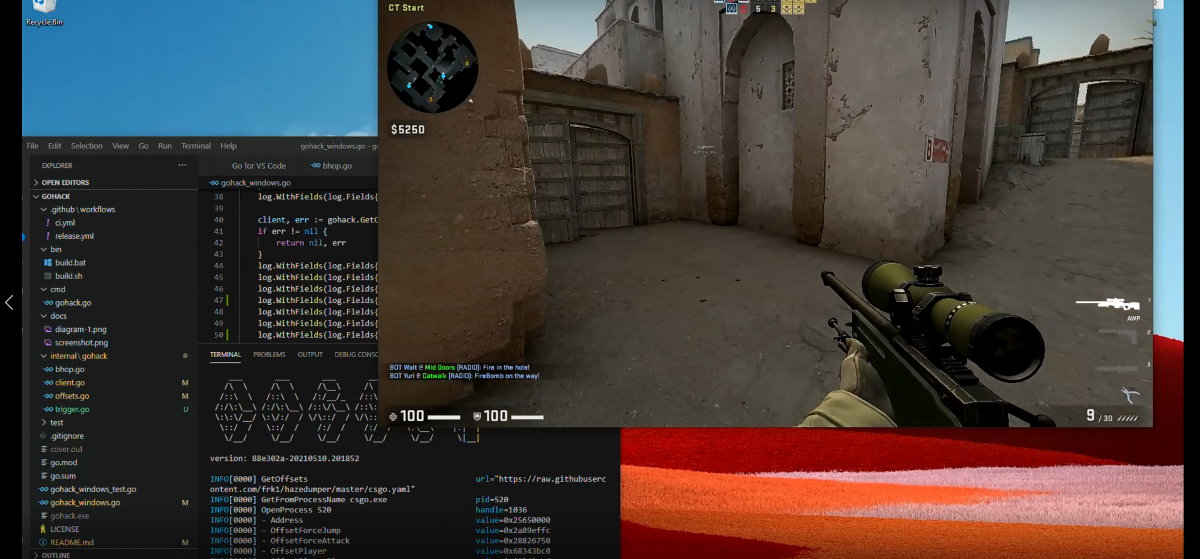 Recycle Bin
CT Start
5 3
$5250
File Edit Selection View Go Run Terminal Help
gohack_windows.go - g
EXPLORER ···
Go for VS Code
bhop.go
OPEN EDITORS
gohack_windows.go
GOHACK
.github\workflows
ci.yml
release.yml
bin
build.bat
build.sh
cmd
gohack.go
docs
diagram-1.png
screenshot.png
internal\gohack
bhop.go
client.go M
offsets.go M
trigger.go U
test
.gitignore
cover.out
go.mod
go.sum
gohack_windows_test.go
gohack_windows.go M
gohack.exe
LICENSE
README.md M
OUTLINE
38 log.WithFields(log.Fields{
39
40 client, err := gohack.GetC
41 if err != nil {
42 return nil, err
43 }
44 log.WithFields(log.Fields{
45 log.WithFields(log.Fields{
46 log.WithFields(log.Fields{
47 log.WithFields(log.Fields{
48 log.WithFields(log.Fields{
49 log.WithFields(log.Fields{
50 log.WithFields(log.Fields{
TERMINAL PROBLEMS OUTPUT DEBUG CONSO
version: 88e302a-20210510.201852
INFO[0000] GetOffsets url="https://raw.githubuserc
ontent.com/frk1/hazedumper/master/csgo.yaml"
INFO[0000] GetFromProcessName csgo.exe pid=520
INFO[0000] OpenProcess 520 handle=1036
INFO[0000] - Address value=0x25650000
INFO[0000] - OffsetForceJump value=0x2a89effc
INFO[0000] - OffsetForceAttack value=0x28826750
INFO[0000] - OffsetPlayer value=0x68343bc0
BOT Walt @ Mid Doors (RADIO): Fire in the hole!
BOT Yuri @ Catwalk (RADIO): FireBomb on the way!
100
100
1
AWP
2
3
9 / 30